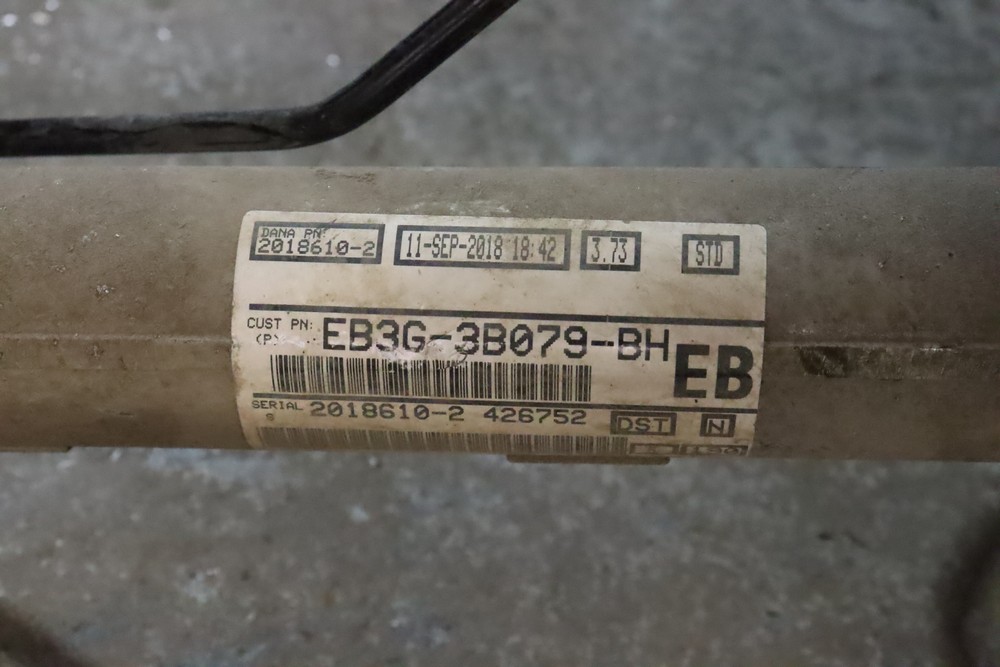 DANA PN:
2018610-2
11-SEP-2018 18:42
3.73
STD
CUST PN:
(P)
EB3G-3B079-BH
EB
SERIAL
S
2018610-2 426752
DST
N